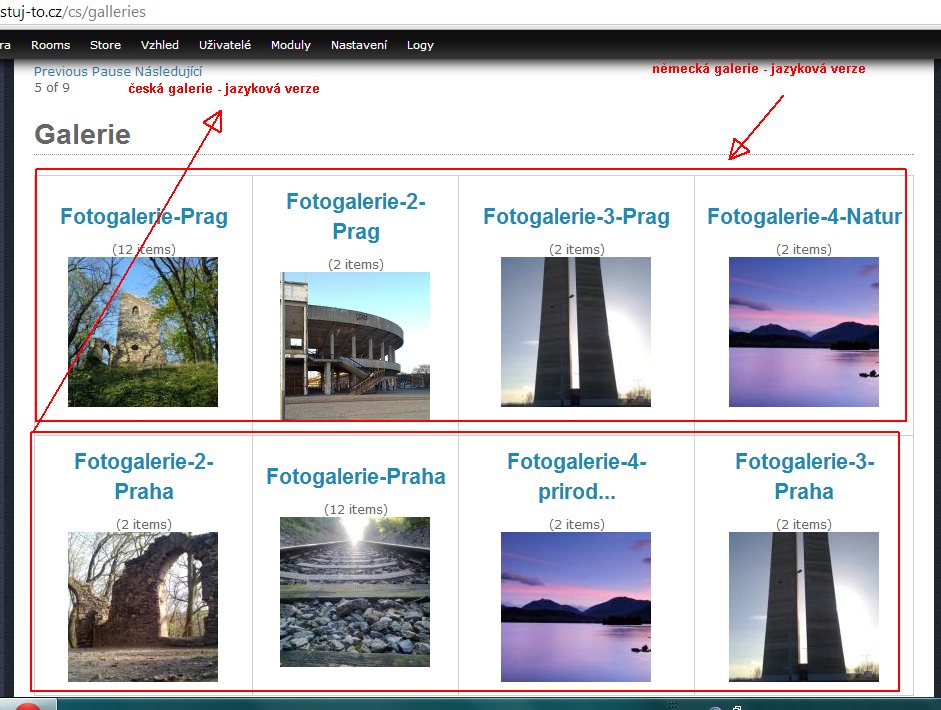 stuj-to.cz/cs/galleries
ra Rooms Store Vzhled Uživatelé Moduly Nastavení Logy
Previous Pause Následující
německá galerie - jazyková verze
5 of 9
česká galerie - jazyková verze
Galerie
Fotogalerie-Prag
(12 items)
Fotogalerie-2-
Prag
(2 items)
Fotogalerie-3-Prag
(2 items)
Fotogalerie-4-Natur
(2 items)
Fotogalerie-2-
Praha
(2 items)
Fotogalerie-Praha
(12 items)
Fotogalerie-4-
prirod...
(2 items)
Fotogalerie-3-
Praha
(2 items)